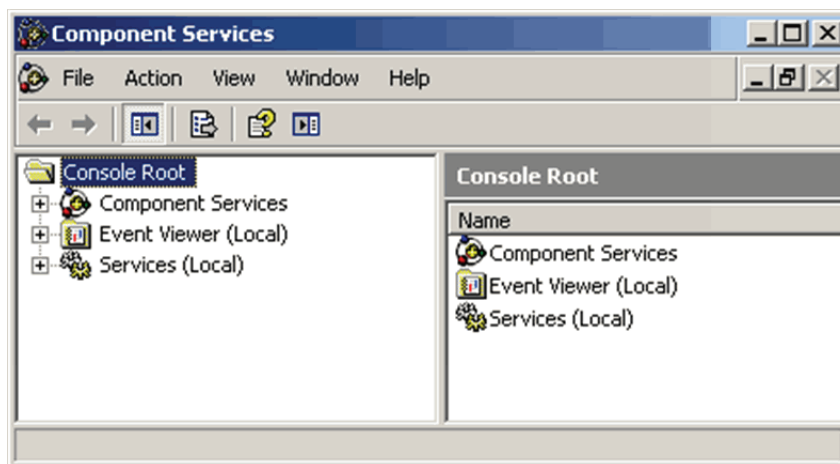 Component Services
File Action View Window Help
Console Root
Component Services
Event Viewer (Local)
Services (Local)
Console Root
Name
Component Services
Event Viewer (Local)
Services (Local)